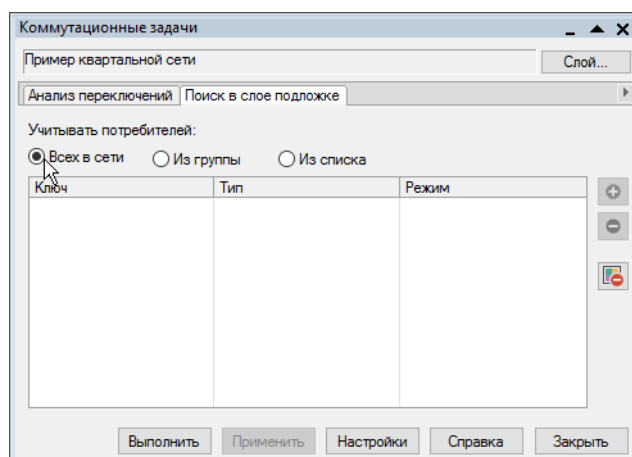 Коммутационные задачи
Пример квартальной сети
Слой...
Анализ переключений Поиск в слое подложке
Учитывать потребителей:
Всех в сети Из группы Из списка
Ключ Тип Режим
Выполнить Применить Настройки Справка Закрыть